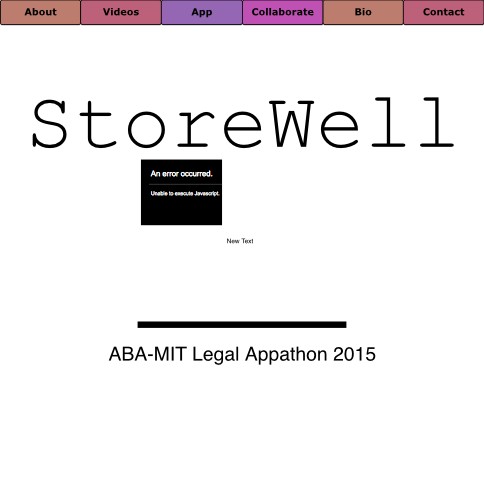 About Videos App Collaborate Bio Contact
StoreWell
An error occurred.
Unable to execute Javascript.
New Text
ABA-MIT Legal Appathon 2015